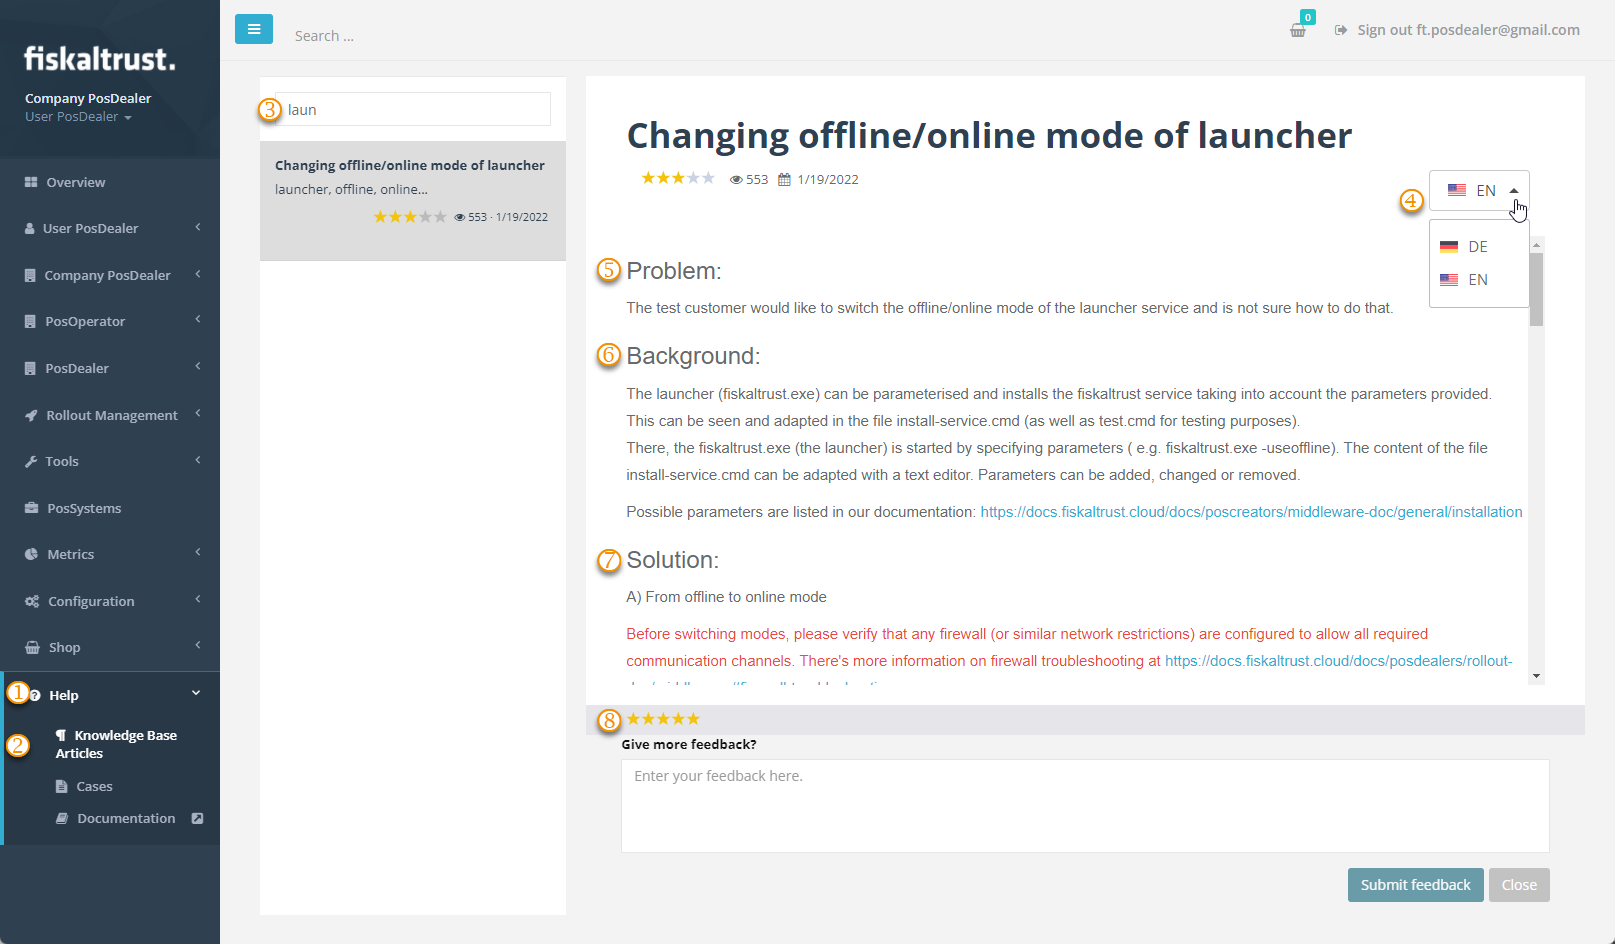 fiskaltrust.
Company PosDealer
User PosDealer
Overview
User PosDealer
Company PosDealer
PosOperator
PosDealer
Rollout Management
Tools
PosSystems
Metrics
Configuration
Shop
1 Help
2 Knowledge Base
Articles
Cases
Documentation
Search ...
0
Sign out ft.posdealer@gmail.com
3 laun
Changing offline/online mode of launcher
launcher, offline, online...
553 · 1/19/2022
Changing offline/online mode of launcher
553 1/19/2022
4 EN
DE
EN
5 Problem:
The test customer would like to switch the offline/online mode of the launcher service and is not sure how to do that.
6 Background:
The launcher (fiskaltrust.exe) can be parameterised and installs the fiskaltrust service taking into account the parameters provided.
This can be seen and adapted in the file install-service.cmd (as well as test.cmd for testing purposes).
There, the fiskaltrust.exe (the launcher) is started by specifying parameters ( e.g. fiskaltrust.exe -useoffline). The content of the file
install-service.cmd can be adapted with a text editor. Parameters can be added, changed or removed.
Possible parameters are listed in our documentation: https://docs.fiskaltrust.cloud/docs/poscreators/middleware-doc/general/installation
7 Solution:
A) From offline to online mode
Before switching modes, please verify that any firewall (or similar network restrictions) are configured to allow all required
communication channels. There's more information on firewall troubleshooting at https://docs.fiskaltrust.cloud/docs/posdealers/rollout-
8
Give more feedback?
Enter your feedback here.
Submit feedback
Close